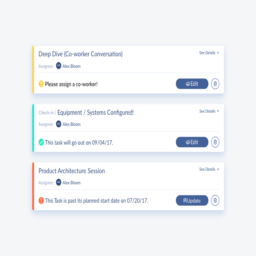 Deep Dive (Co-worker Conversation)
See Details
Assignee: Alex Bloom
Please assign a co-worker!
Edit
Check-in | Equipment / Systems Configured!
See Details
Assignee: Alex Bloom
This task will go out on 09/04/17.
Edit
Product Architecture Session
See Details
Assignee: Alex Bloom
This Task is past its planned start date on 07/20/17.
Update